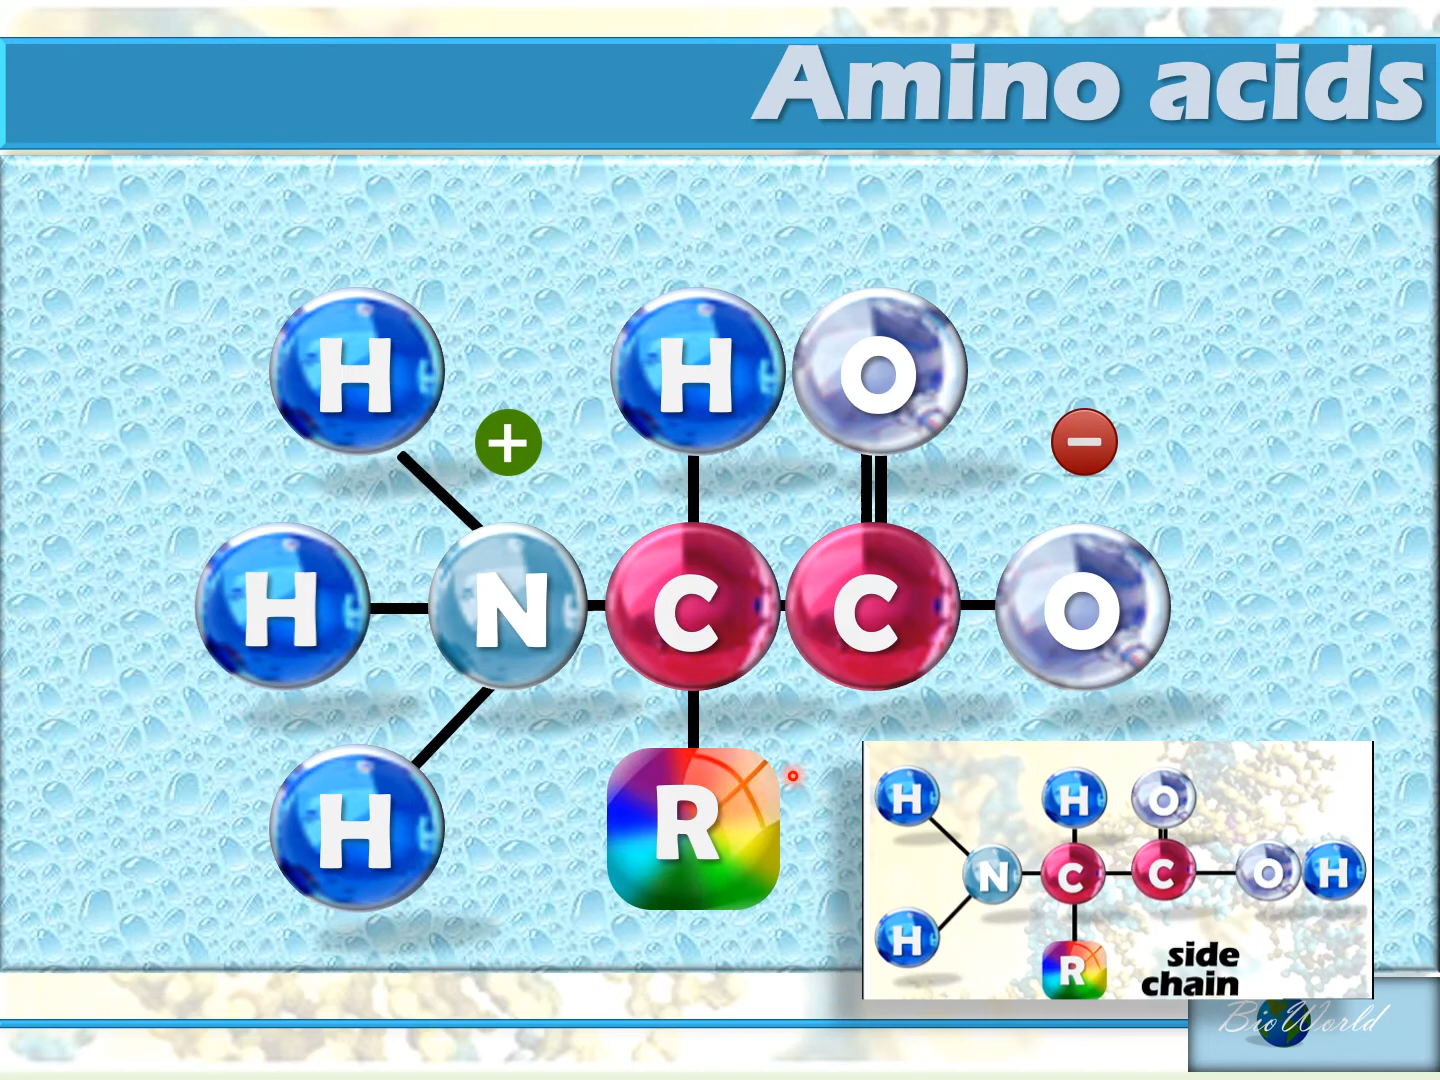 Amino acids
H H O
+ −
H N C C O
H R
H H O
N C C O H
H R
side
chain
BioWorld